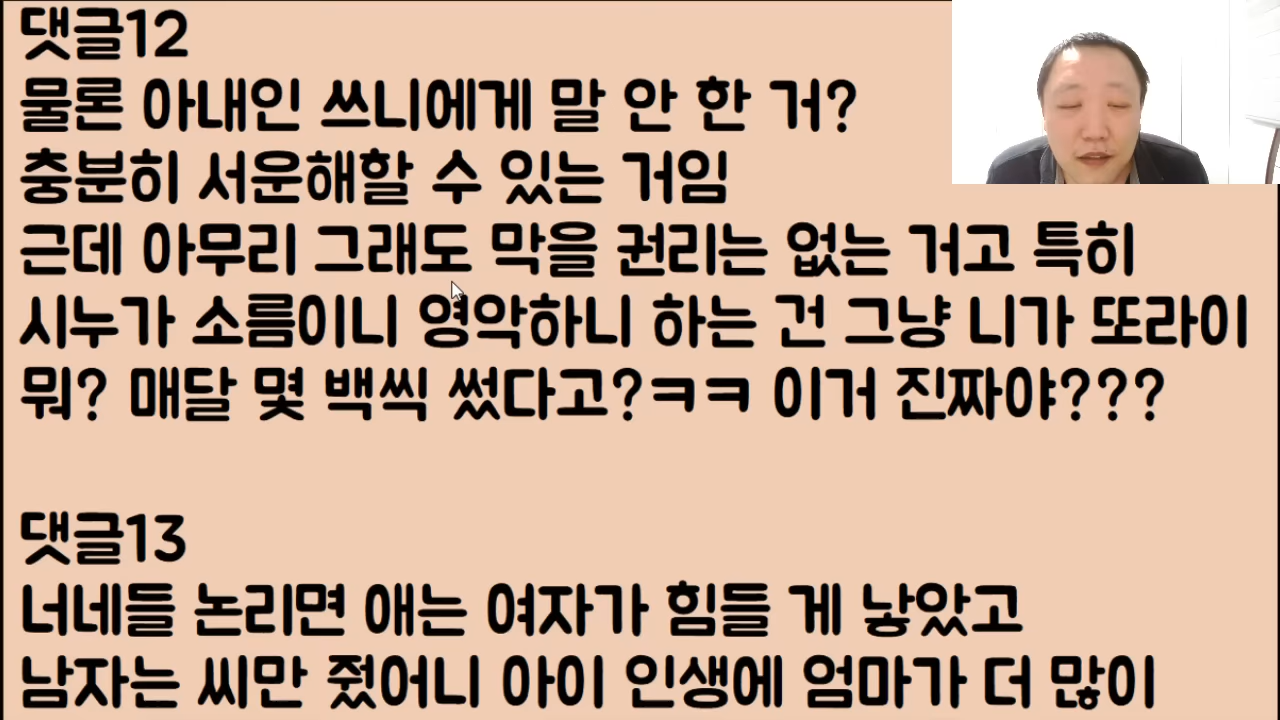 댓글12
물론 아내인 쓰니에게 말 안 한 거?
충분히 서운해할 수 있는 거임
근데 아무리 그래도 막을 권리는 없는 거고 특히
시누가 소름이니 영악하니 하는 건 그냥 니가 또라이
뭐? 매달 몇 백씩 썼다고?ㅋㅋ 이거 진짜야???
댓글13
너네들 논리면 애는 여자가 힘들 게 낳았고
남자는 씨만 줬어니 아이 인생에 엄마가 더 많이